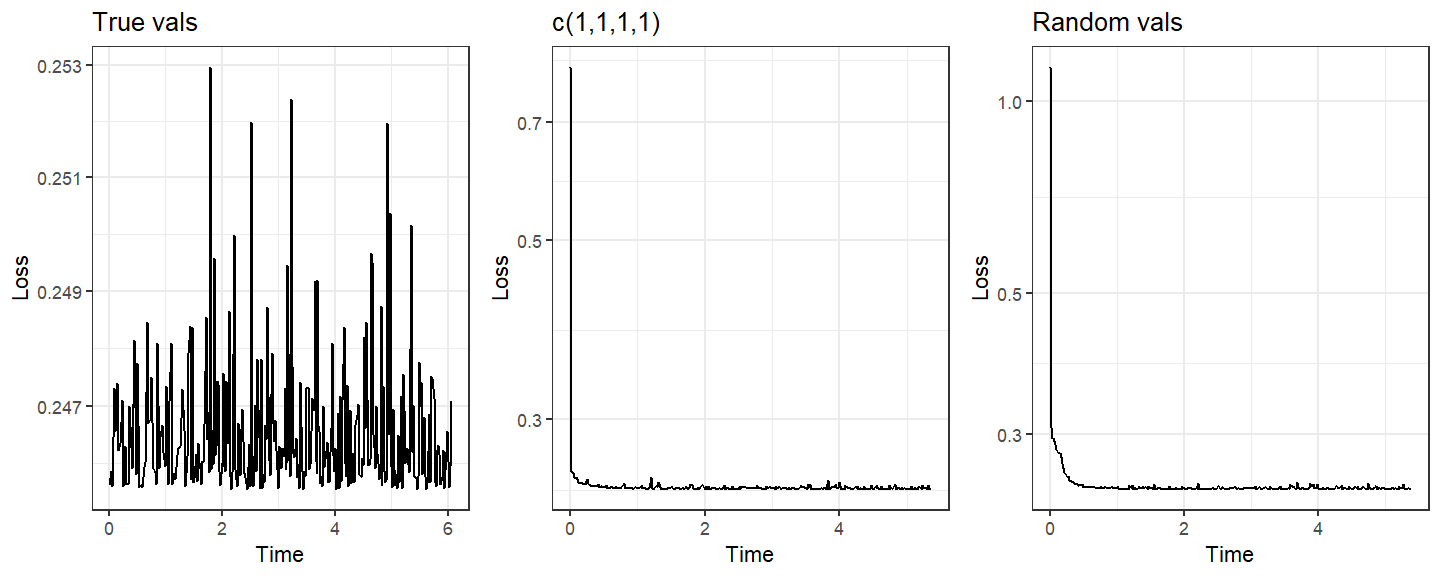 True vals
c(1,1,1,1)
Random vals
Loss
0.253
0.251
0.249
0.247
0 2 4 6
Time
Loss
0.7
0.5
0.3
0 2 4
Time
Loss
1.0
0.5
0.3
0 2 4
Time